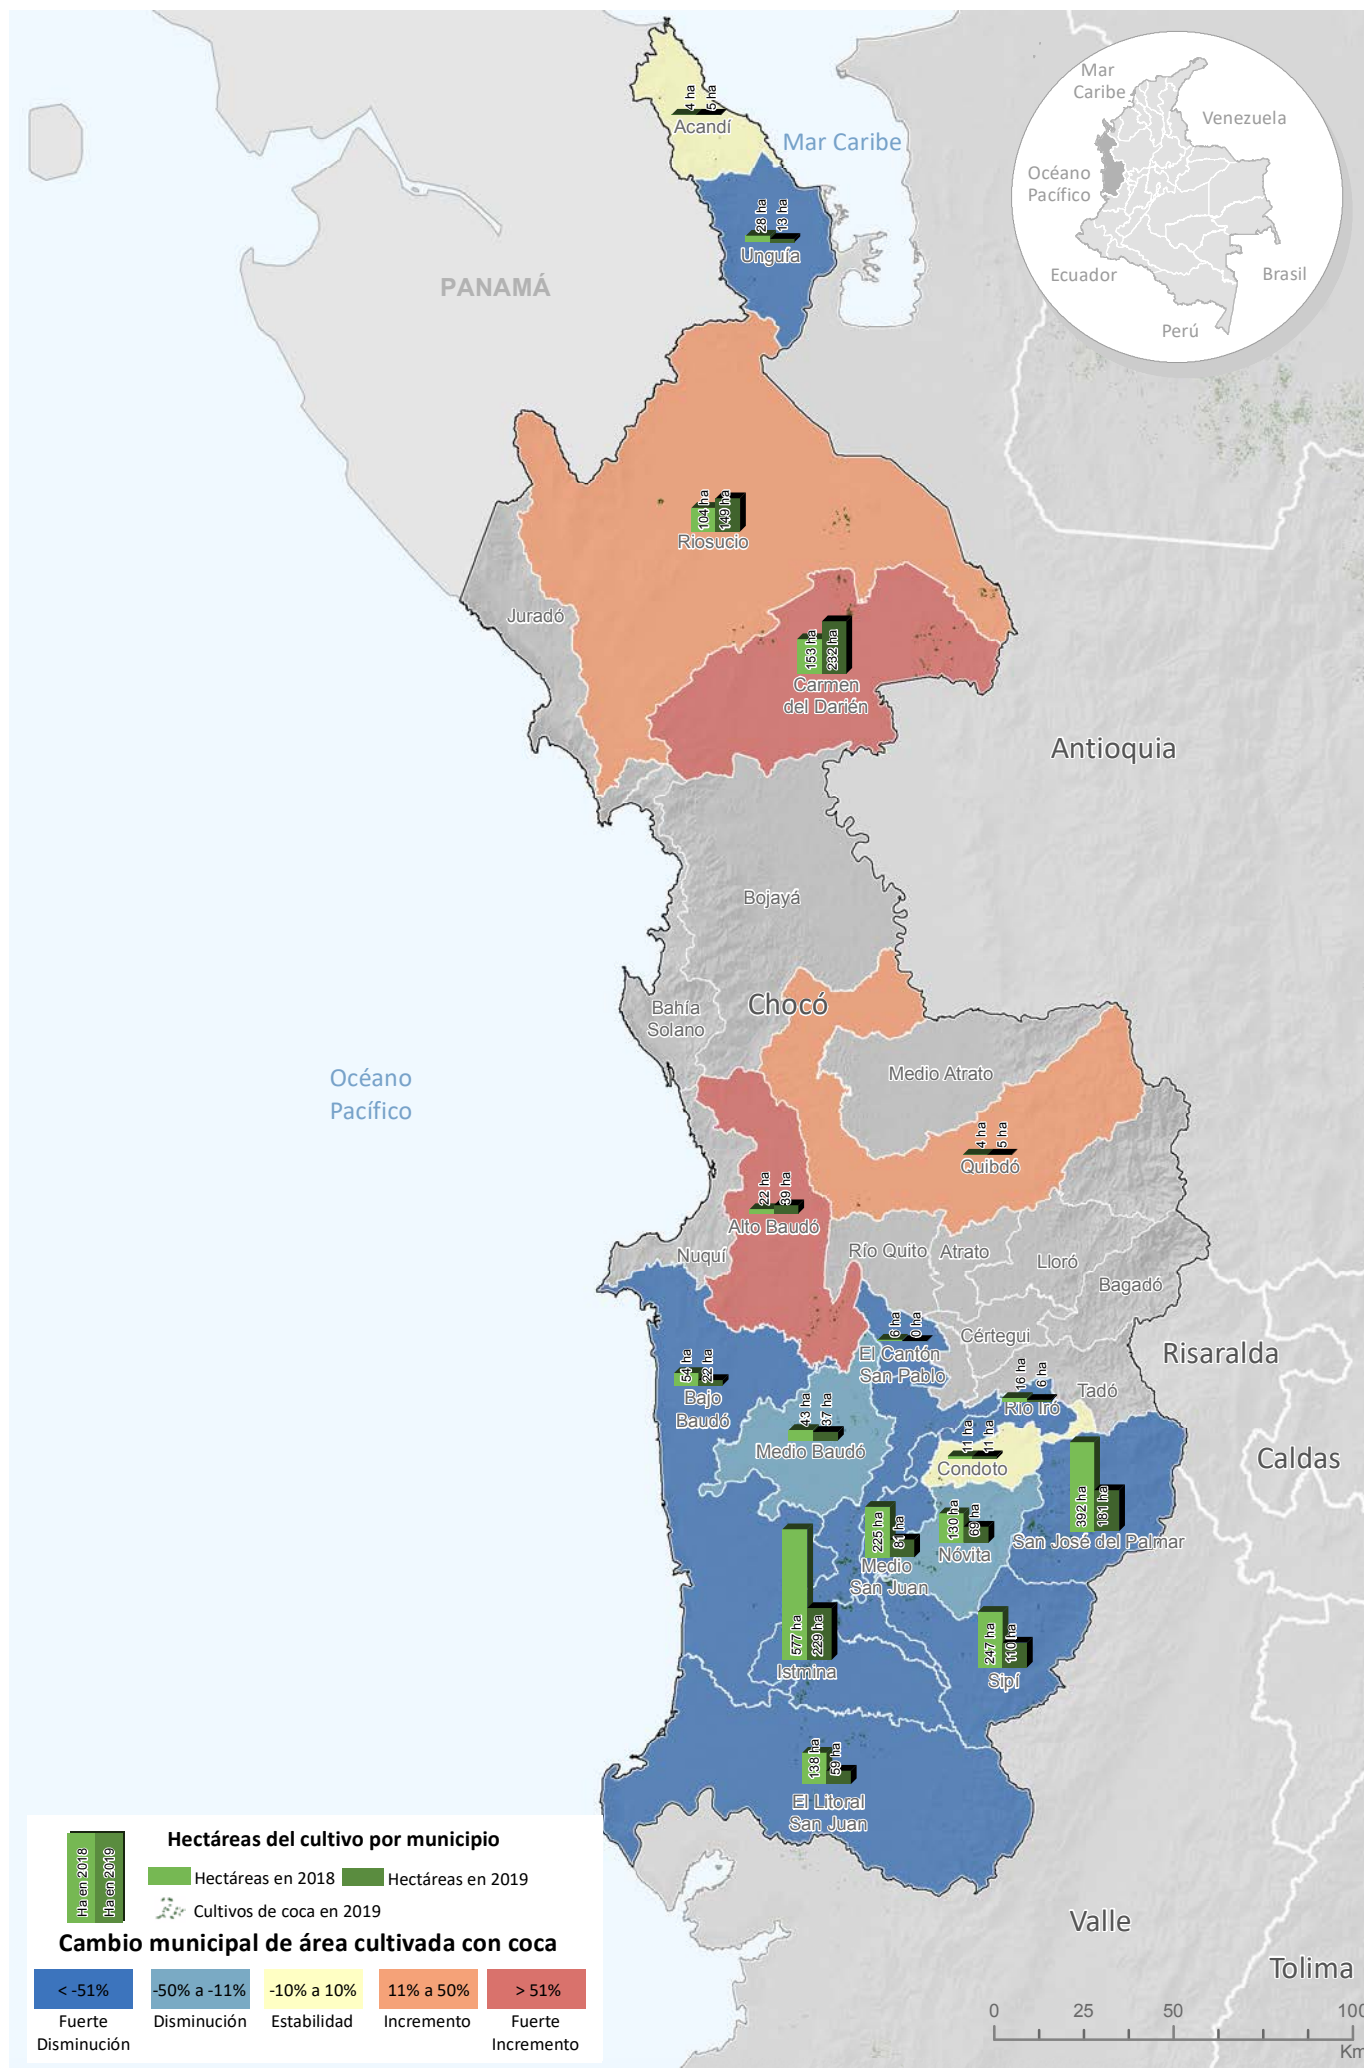 Mar
Caribe
Venezuela
Océano
Pacífico
Ecuador
Brasil
Perú
4 ha
5 ha
Acandí
Mar Caribe
28 ha
13 ha
Unguía
PANAMÁ
104 ha
149 ha
Riosucio
Juradó
153 ha
232 ha
Carmen
del Darién
Antioquia
Bojayá
Chocó
Bahía
Solano
Medio Atrato
Océano
Pacífico
4 ha
5 ha
Quibdó
22 ha
39 ha
Alto Baudó
Nuquí
Río Quito
Atrato
Lloró
Bagadó
6 ha
0 ha
El Cantón
San Pablo
Cértegui
Risaralda
16 ha
6 ha
Río Iró
Tadó
54 ha
22 ha
Bajo
Baudó
43 ha
37 ha
Medio Baudó
11 ha
11 ha
Condoto
Caldas
392 ha
181 ha
San José del Palmar
225 ha
81 ha
Medio
San Juan
130 ha
69 ha
Nóvita
577 ha
229 ha
Istmina
247 ha
110 ha
Sipí
138 ha
59 ha
El Litoral
San Juan
Valle
Tolima
Ha en 2018
Ha en 2019
Hectáreas del cultivo por municipio
Hectáreas en 2018
Hectáreas en 2019
Cultivos de coca en 2019
Cambio municipal de área cultivada con coca
< -51%
-50% a -11%
-10% a 10%
11% a 50%
> 51%
Fuerte
Disminución
Disminución
Estabilidad
Incremento
Fuerte
Incremento
0 25 50 100
Km